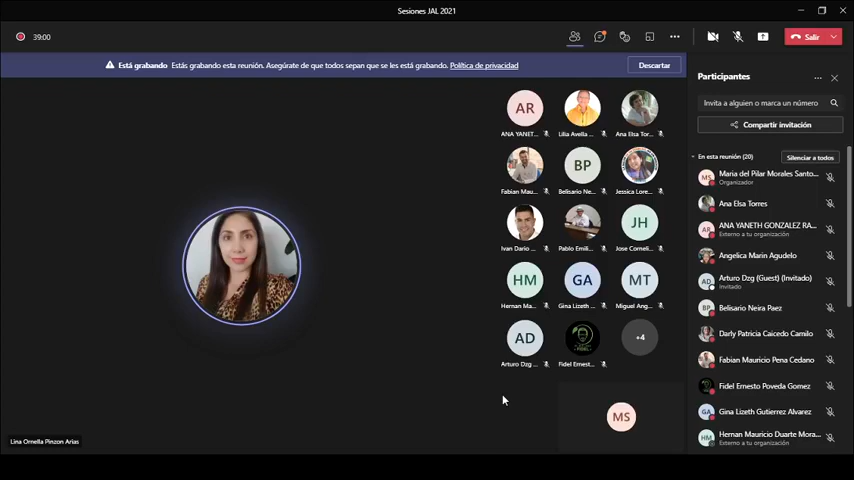 Sesiones JAL 2021
39:00
Salir
Está grabando Estás grabando esta reunión. Asegúrate de que todos sepan que se les está grabando. Política de privacidad
Descartar
Participantes
Invita a alguien o marca un número
Compartir invitación
En esta reunión (20)
Silenciar a todos
MS
Maria del Pilar Morales Santo...
Organizador
Ana Elsa Torres
AR
ANA YANETH GONZALEZ RA...
Externo a tu organización
Angelica Marin Agudelo
AD
Arturo Dzg (Guest) (Invitado)
Invitado
BP
Belisario Neira Paez
Darly Patricia Caicedo Camilo
Fabian Mauricio Pena Cedano
Fidel Ernesto Poveda Gomez
GA
Gina Lizeth Gutierrez Alvarez
HM
Hernan Mauricio Duarte Mora...
Externo a tu organización
AR
ANA YANET...
Lilia Avella ...
Ana Elsa Tor...
Fabian Mau...
BP
Belisario Ne...
Jessica Lore...
Ivan Dario ...
Pablo Emili...
JH
Jose Corneli...
HM
Hernan Ma...
GA
Gina Lizeth ...
MT
Miguel Ang...
AD
Arturo Dzg ...
FIDEL
Fidel Ernest...
+4
MS
Lina Ornella Pinzon Arias